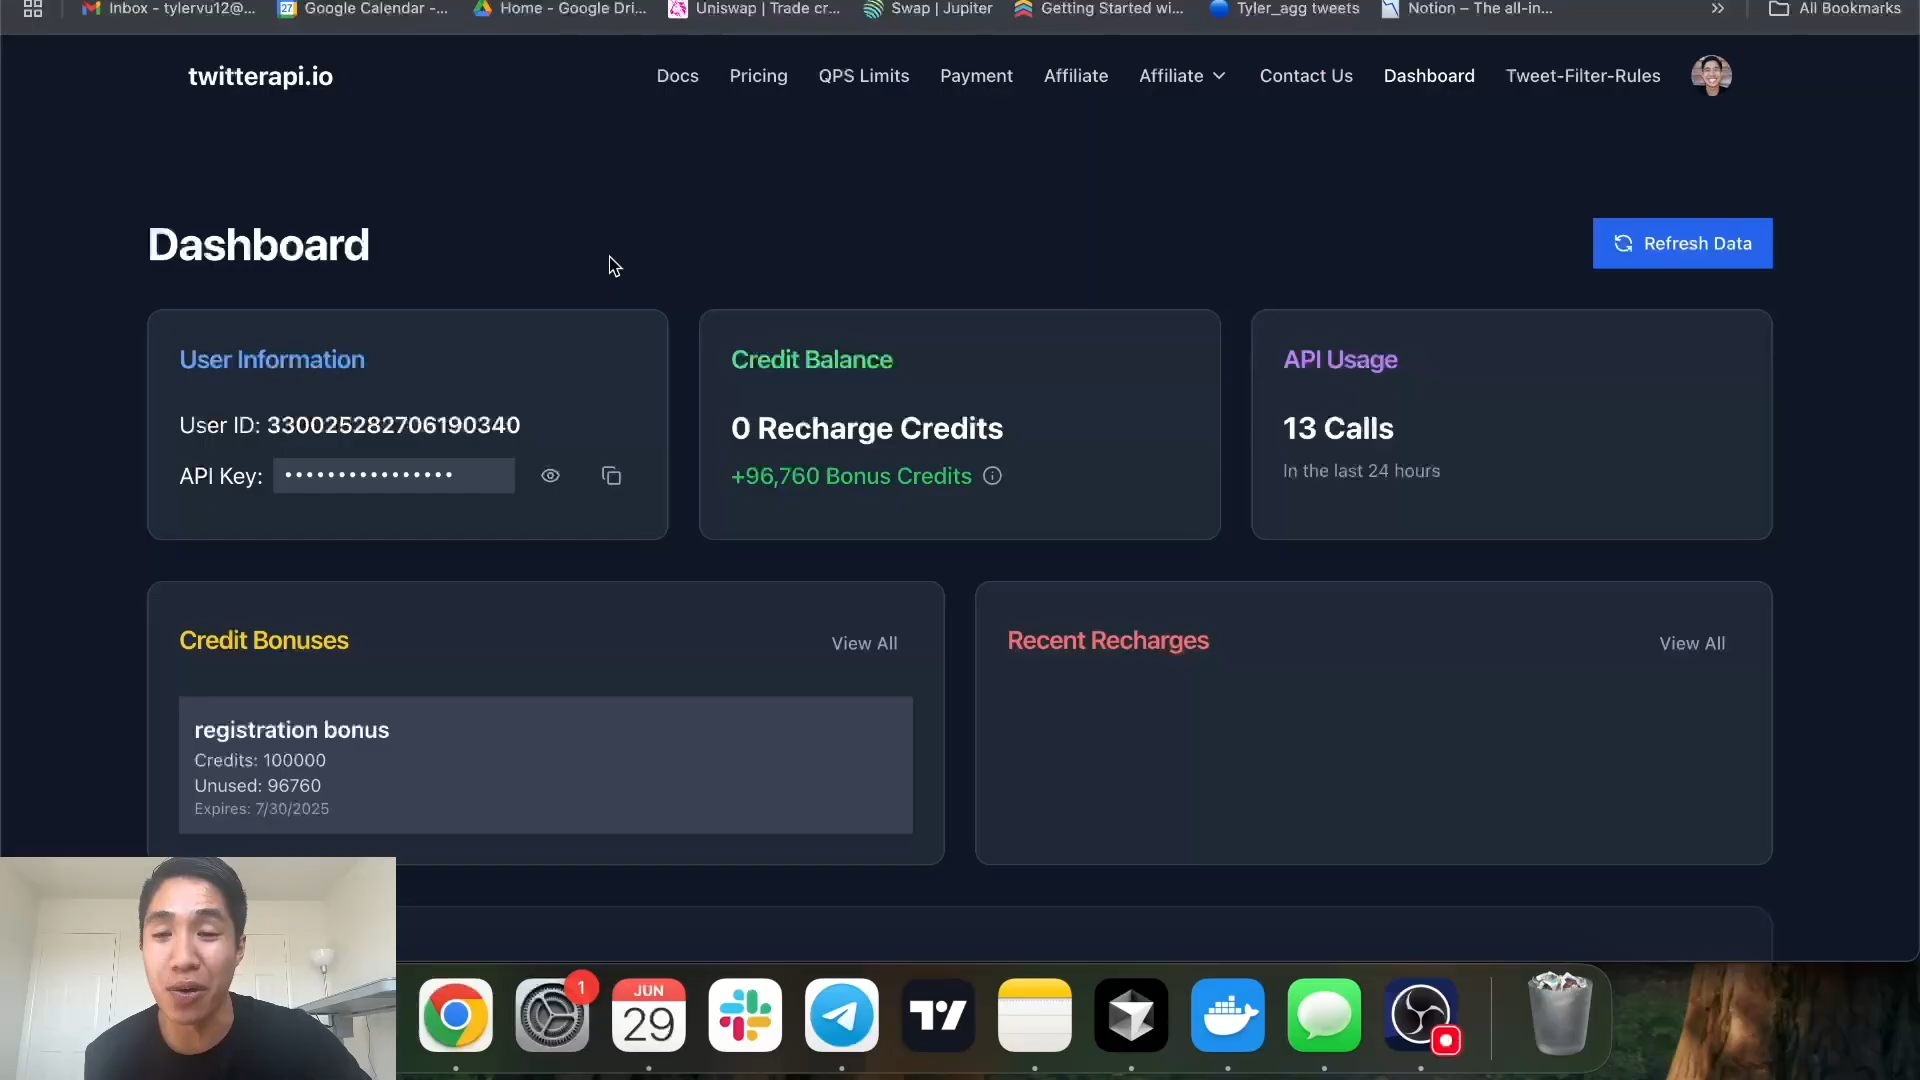 Inbox - tylervu12@...
Google Calendar -...
Home - Google Dri...
Uniswap | Trade cr...
Swap | Jupiter
Getting Started wi...
Tyler_agg tweets
Notion – The all-in...
»
All Bookmarks
twitterapi.io
Docs
Pricing
QPS Limits
Payment
Affiliate
Affiliate
Contact Us
Dashboard
Tweet-Filter-Rules
Dashboard
Refresh Data
User Information
User ID: 330025282706190340
API Key: ••••••••••••••••
Credit Balance
0 Recharge Credits
+96,760 Bonus Credits
API Usage
13 Calls
In the last 24 hours
Credit Bonuses
View All
registration bonus
Credits: 100000
Unused: 96760
Expires: 7/30/2025
Recent Recharges
View All
1
JUN
29